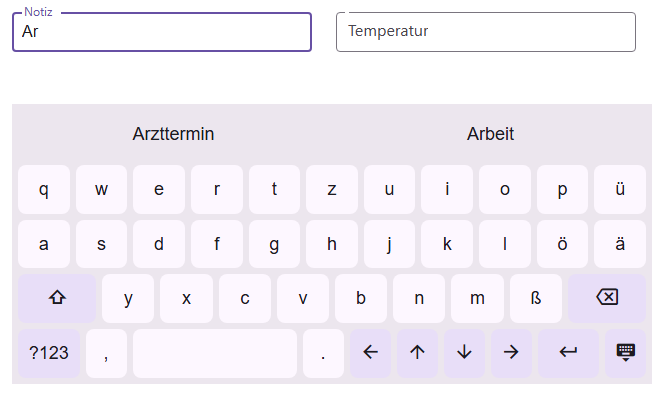 Notiz
Ar
Temperatur
Arzttermin Arbeit
q w e r t z u i o p ü
a s d f g h j k l ö ä
y x c v b n m ß
?123 , .